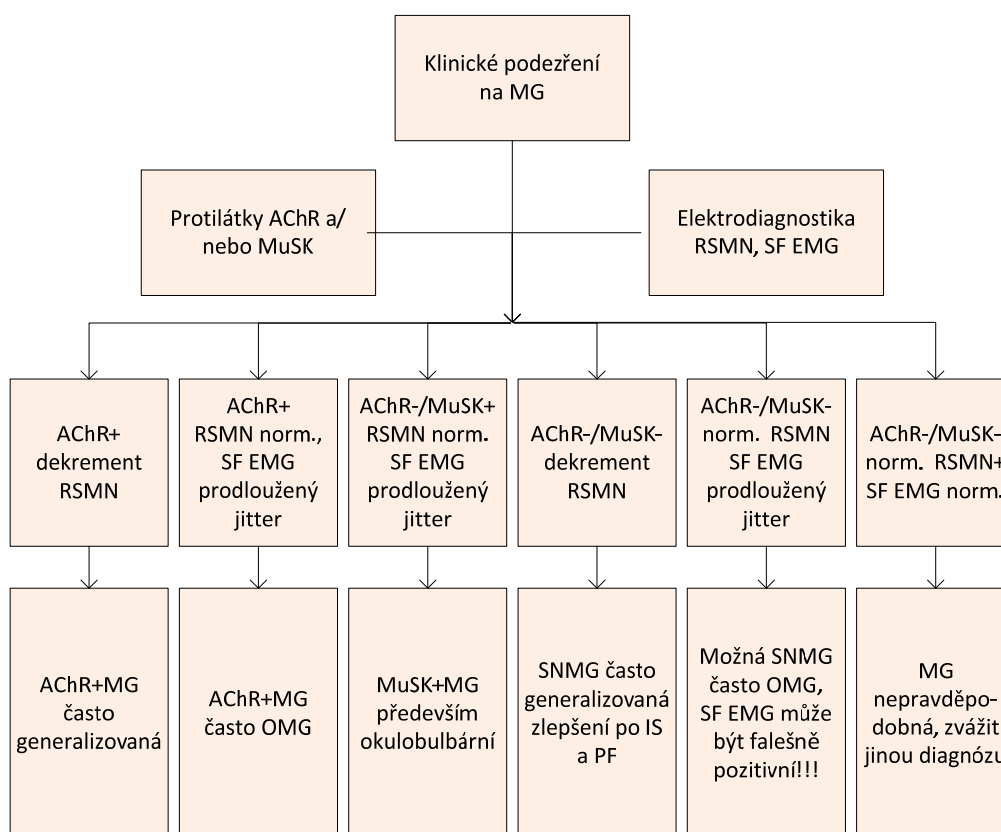 Klinické podezření
na MG
Protilátky AChR a/
nebo MuSK
Elektrodiagnostika
RSMN, SF EMG
AChR+
dekrement
RSMN
AChR+
RSMN norm.,
SF EMG
prodloužený
jitter
AChR-/MuSK+
RSMN norm.
SF EMG
prodloužený
jitter
AChR-/MuSK-
dekrement
RSMN
AChR-/MuSK-
norm. RSMN
SF EMG
prodloužený
jitter
AChR-/MuSK-
norm. RSMN+
SF EMG norm.
AChR+MG
často
generalizovaná
AChR+MG
často OMG
MuSK+MG
především
okulobulbární
SNMG často
generalizovaná
zlepšení po IS
a PF
Možná SNMG
často OMG,
SF EMG může
být falešně
pozitivní!!!
MG
nepravděpo-
dobná, zvážit
jinou diagnózu